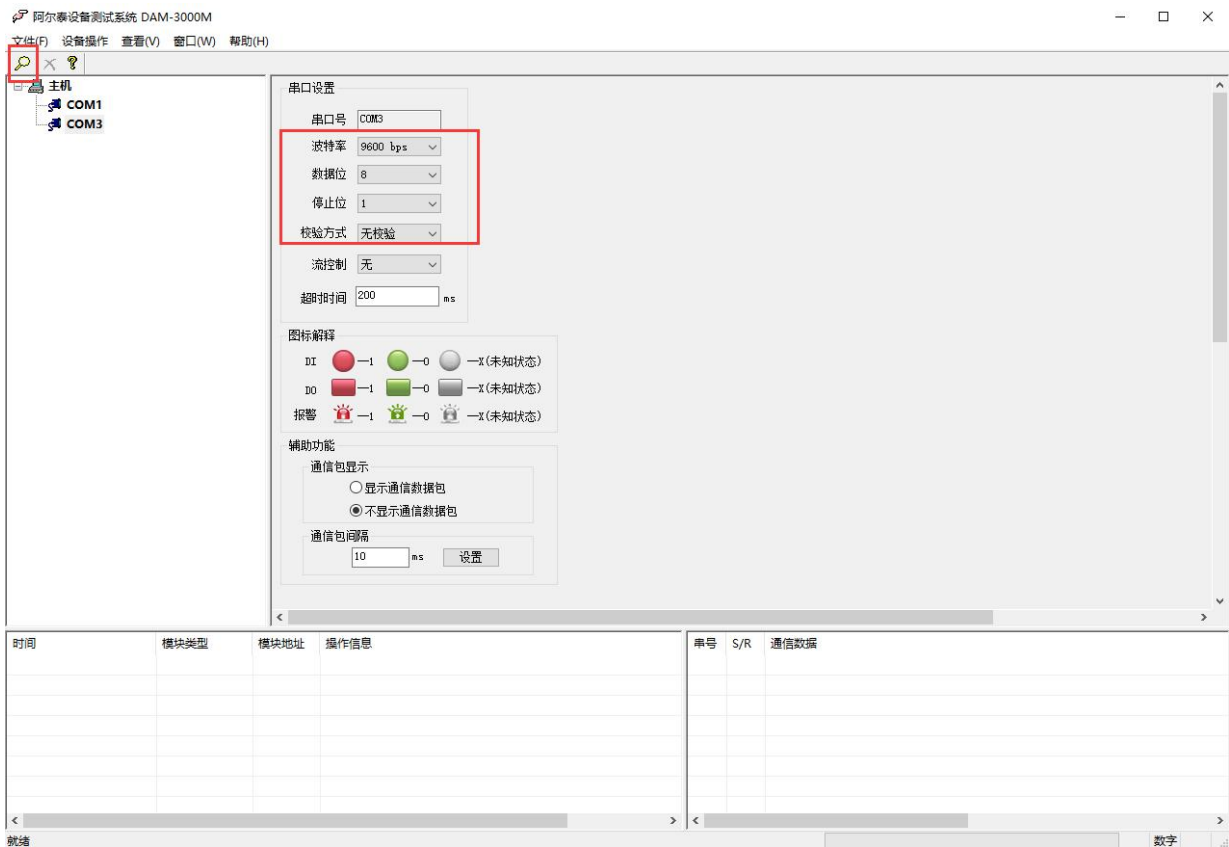 阿尔泰设备测试系统 DAM-3000M
文件(F) 设备操作 查看(V) 窗口(W) 帮助(H)
主机
COM1
COM3
串口设置
串口号 COM3
波特率 9600 bps
数据位 8
停止位 1
校验方式 无校验
流控制 无
超时时间 200 ms
图标解释
DI —1 —0 —X(未知状态)
DO —1 —0 —X(未知状态)
报警 —1 —0 —X(未知状态)
辅助功能
通信包显示
显示通信数据包
不显示通信数据包
通信包间隔
10 ms 设置
时间 模块类型 模块地址 操作信息
串号 S/R 通信数据
就绪 数字